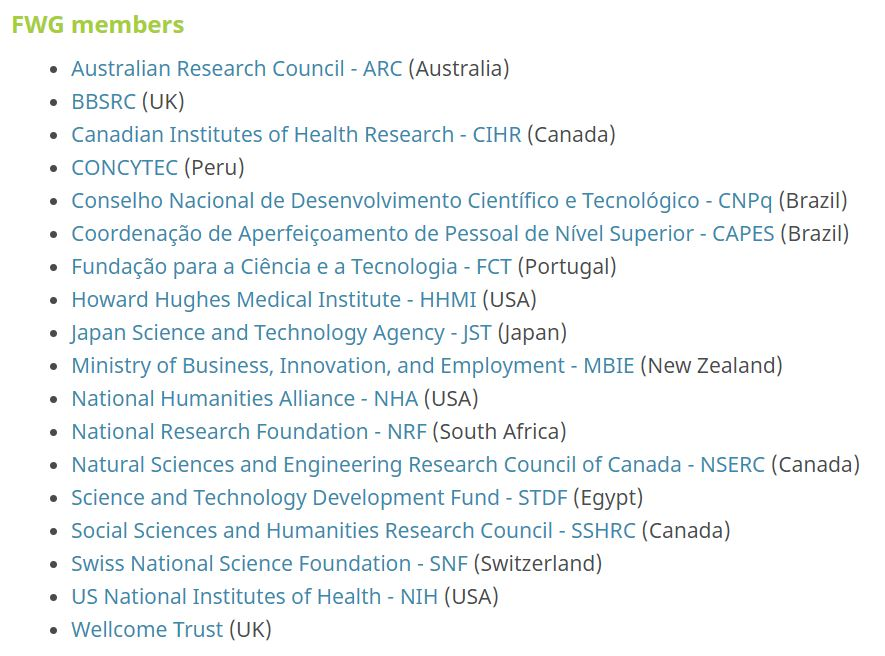 FWG members
• Australian Research Council - ARC (Australia)
• BBSRC (UK)
• Canadian Institutes of Health Research - CIHR (Canada)
• CONCYTEC (Peru)
• Conselho Nacional de Desenvolvimento Científico e Tecnológico - CNPq (Brazil)
• Coordenação de Aperfeiçoamento de Pessoal de Nível Superior - CAPES (Brazil)
• Fundação para a Ciência e a Tecnologia - FCT (Portugal)
• Howard Hughes Medical Institute - HHMI (USA)
• Japan Science and Technology Agency - JST (Japan)
• Ministry of Business, Innovation, and Employment - MBIE (New Zealand)
• National Humanities Alliance - NHA (USA)
• National Research Foundation - NRF (South Africa)
• Natural Sciences and Engineering Research Council of Canada - NSERC (Canada)
• Science and Technology Development Fund - STDF (Egypt)
• Social Sciences and Humanities Research Council - SSHRC (Canada)
• Swiss National Science Foundation - SNF (Switzerland)
• US National Institutes of Health - NIH (USA)
• Wellcome Trust (UK)